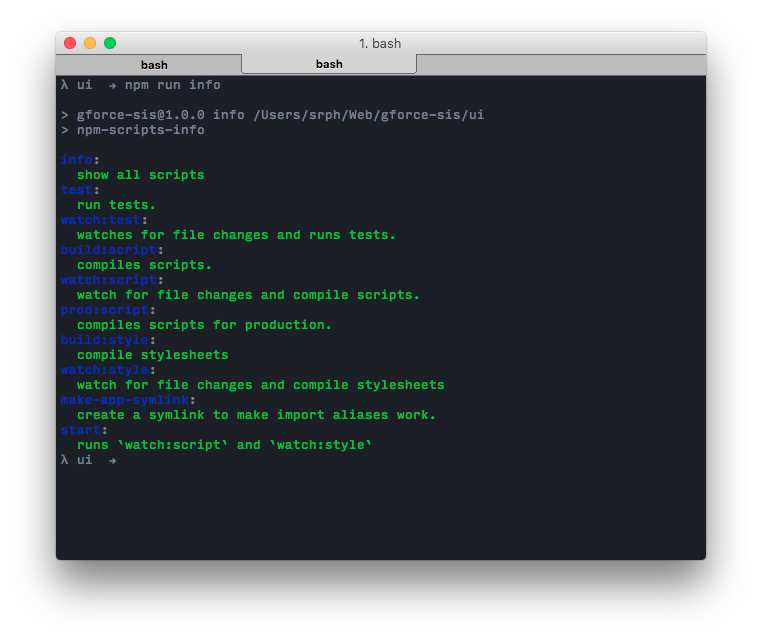 1. bash
bash bash
λ ui → npm run info
> gforce-sis@1.0.0 info /Users/srph/Web/gforce-sis/ui
> npm-scripts-info
info:
show all scripts
test:
run tests.
watch:test:
watches for file changes and runs tests.
build:script:
compiles scripts.
watch:script:
watch for file changes and compile scripts.
prod:script:
compiles scripts for production.
build:style:
compile stylesheets
watch:style:
watch for file changes and compile stylesheets
make-app-symlink:
create a symlink to make import aliases work.
start:
runs `watch:script` and `watch:style`
λ ui →